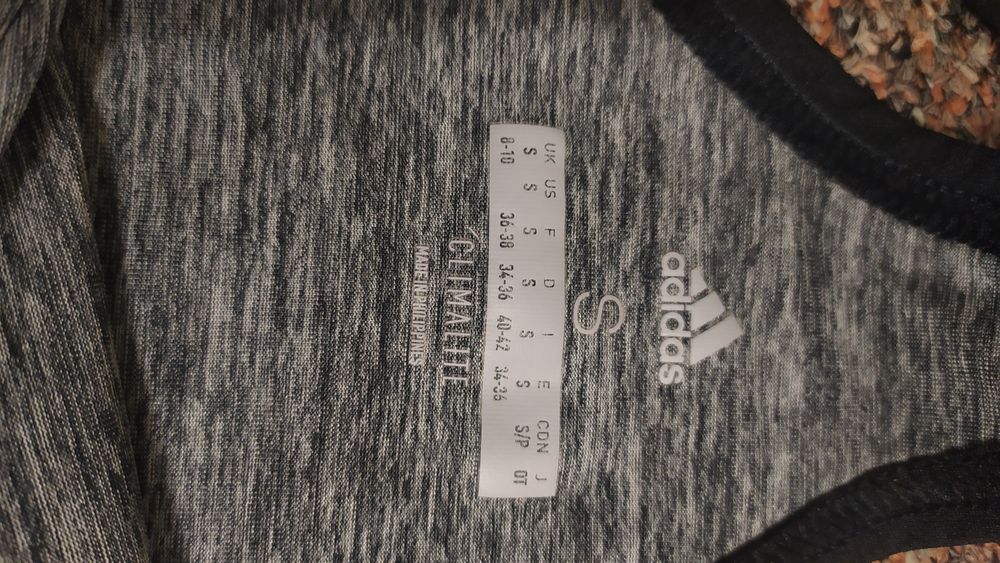 adidas
S
UK US F D I E CDN J
S S S S S S S/P OT
8-10 36-38 34-36 40-42 34-36
CLIMALITE
MADE IN PHILIPPINES